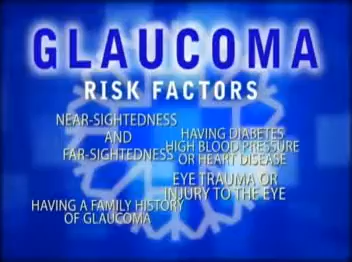 GLAUCOMA
RISK FACTORS
NEAR-SIGHTEDNESS
AND
FAR-SIGHTEDNESS
HAVING DIABETES
HIGH BLOOD PRESSURE
OR HEART DISEASE
EYE TRAUMA OR
INJURY TO THE EYE
HAVING A FAMILY HISTORY
OF GLAUCOMA